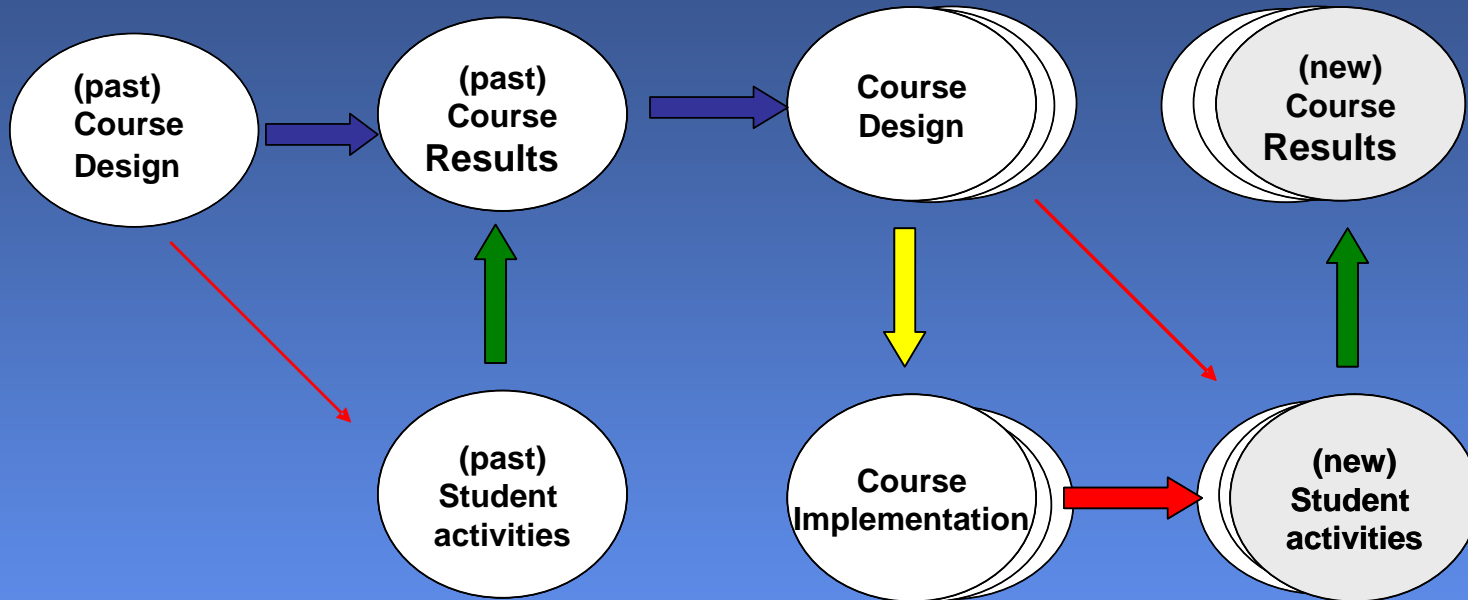 (past)
Course
Design
(past)
Course
Results
Course
Design
(new)
Course
Results
(past)
Student
activities
Course
Implementation
(new)
Student
activities